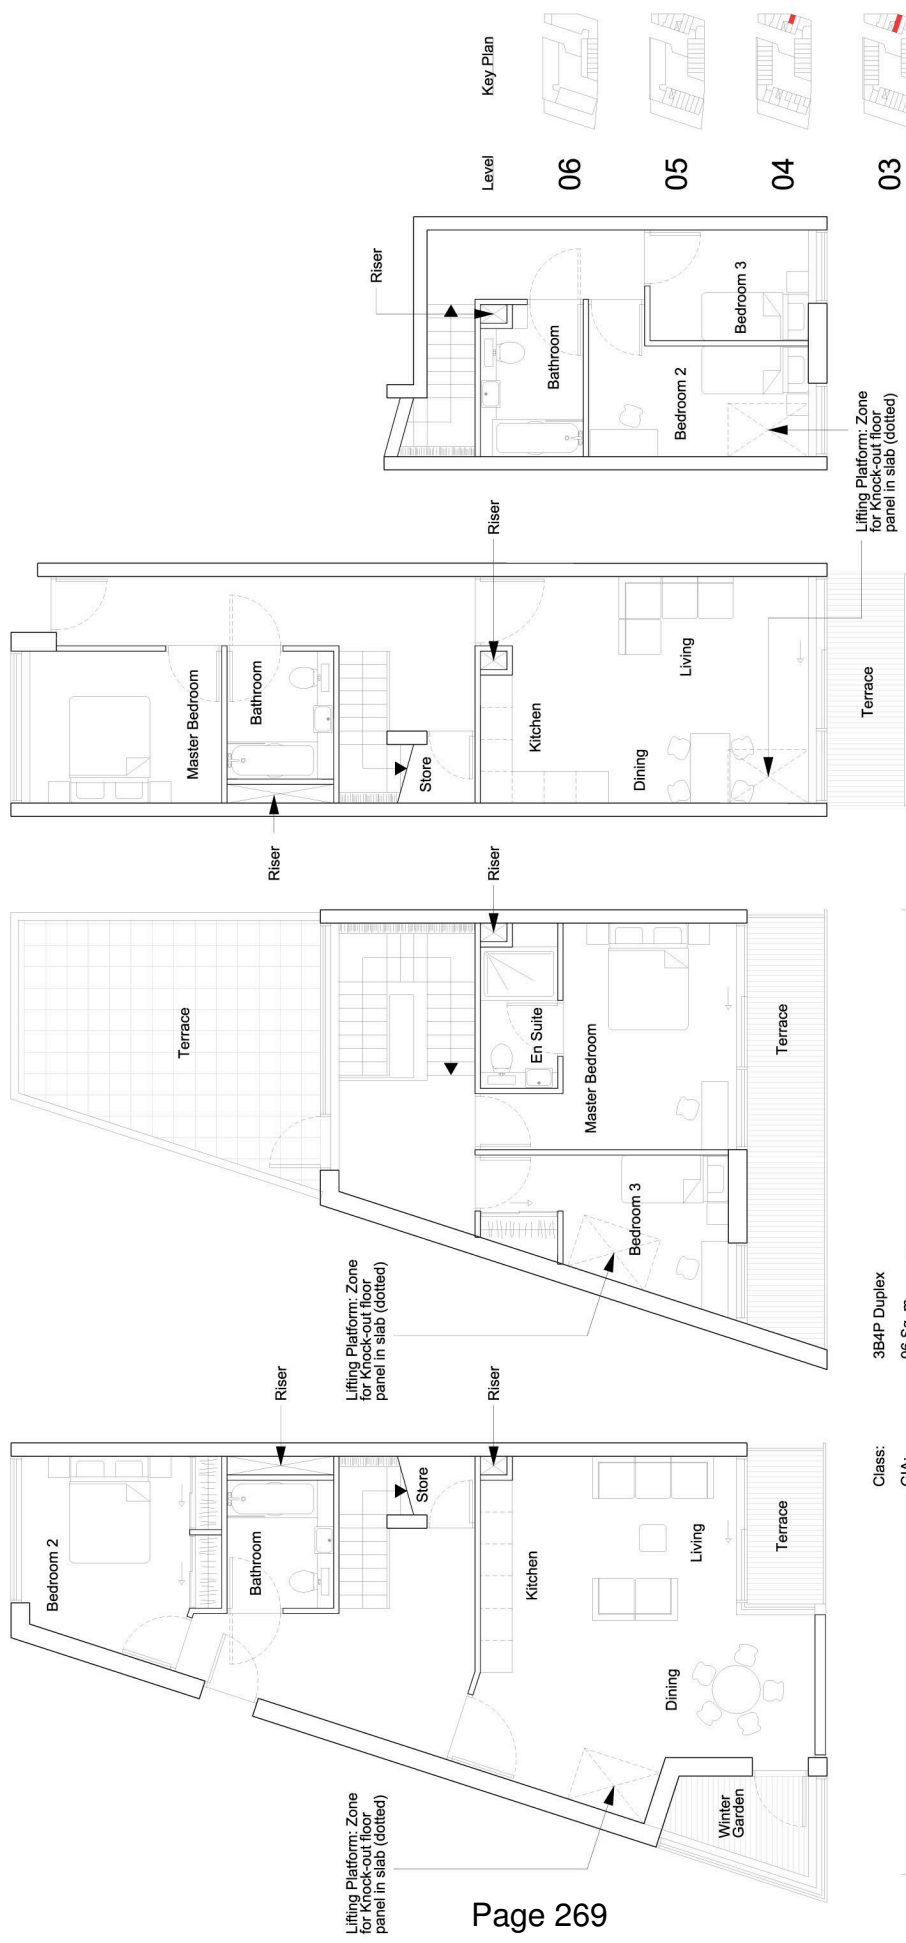 Bedroom 2
Bathroom
Riser
Store
Riser
Kitchen
Living
Dining
Terrace
Winter
Garden
Lifting Platform: Zone
for Knock-out floor
panel in slab (dotted)
Terrace
En Suite
Riser
Master Bedroom
Bedroom 3
Terrace
Lifting Platform: Zone
for Knock-out floor
panel in slab (dotted)
Master Bedroom
Bathroom
Riser
Store
Riser
Kitchen
Living
Dining
Terrace
Riser
Bathroom
Bedroom 2
Bedroom 3
Lifting Platform: Zone
for Knock-out floor
panel in slab (dotted)
Class: 3B4P Duplex
Level Key Plan
06
05
04
03
Page 269